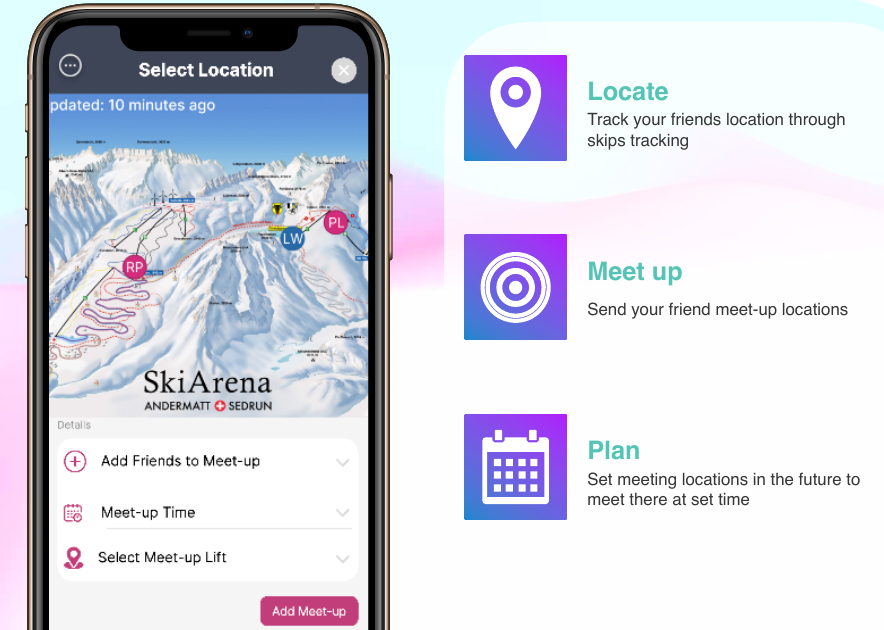 Select Location
pdated: 10 minutes ago
RP
LW
PL
SkiArena
ANDERMATT SEDRUN
Details
Add Friends to Meet-up
Meet-up Time
Select Meet-up Lift
Add Meet-up
Locate
Track your friends location through
skips tracking
Meet up
Send your friend meet-up locations
Plan
Set meeting locations in the future to
meet there at set time